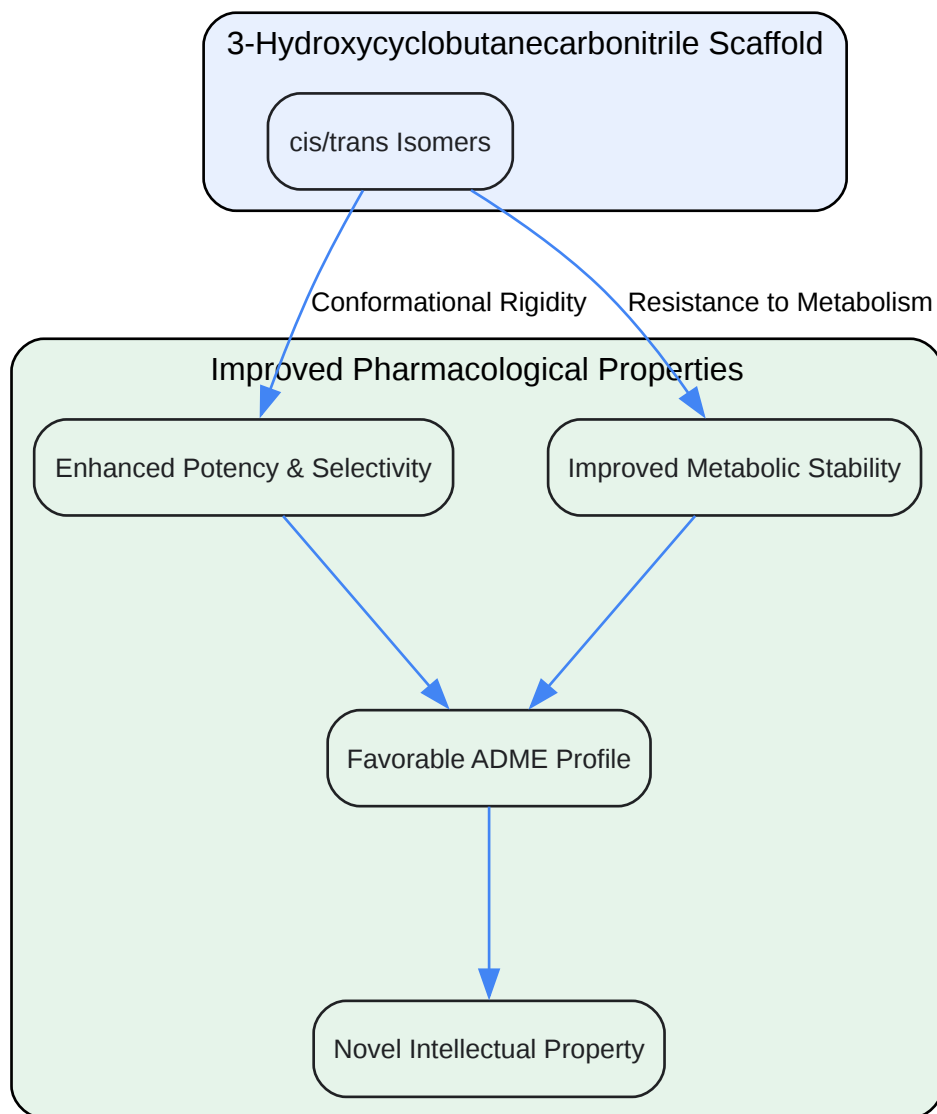 3-Hydroxycyclobutanecarbonitrile Scaffold
cis/trans Isomers
Conformational Rigidity
Resistance to Metabolism
Improved Pharmacological Properties
Enhanced Potency & Selectivity
Improved Metabolic Stability
Favorable ADME Profile
Novel Intellectual Property